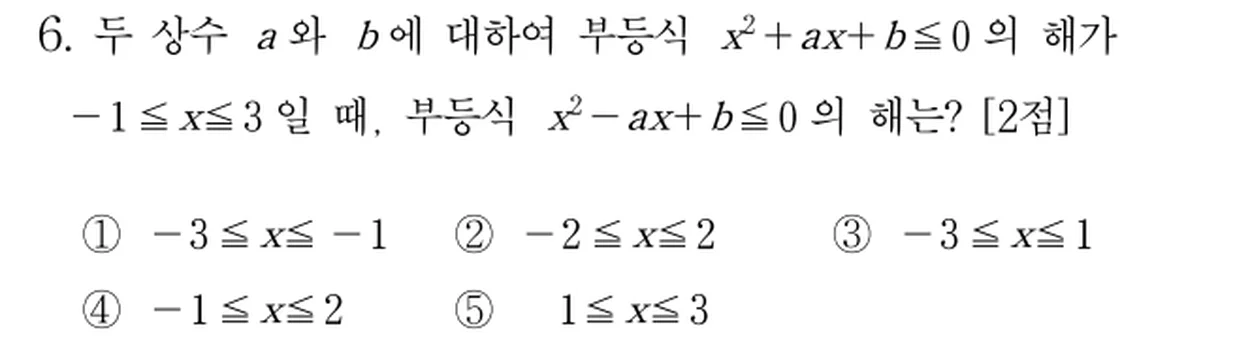 6. 두 상수 a 와 b 에 대하여 부등식 x²+ax+b≦0 의 해가
-1≦x≦3 일 때, 부등식 x²-ax+b≦0 의 해는? [2점]
① -3≦x≦-1 ② -2≦x≦2 ③ -3≦x≦1
④ -1≦x≦2 ⑤ 1≦x≦3